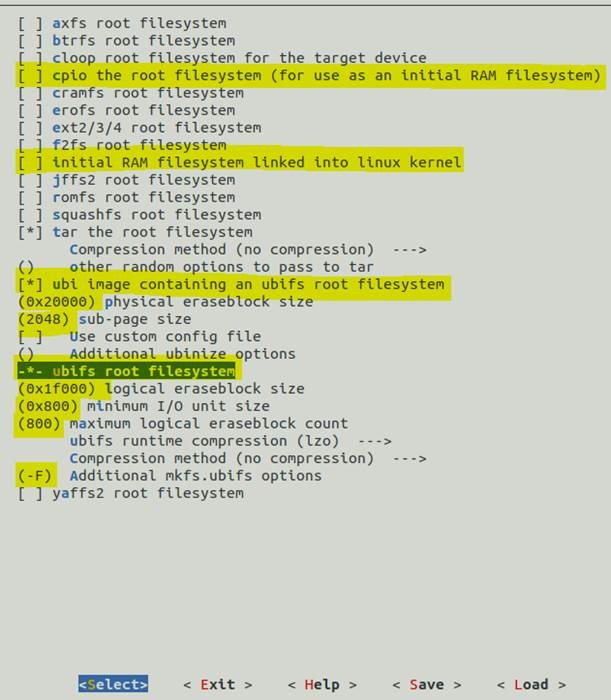 [ ] axfs root filesystem
[ ] btrfs root filesystem
[ ] cloop root filesystem for the target device
[ ] cpio the root filesystem (for use as an initial RAM filesystem)
[ ] cramfs root filesystem
[ ] erofs root filesystem
[ ] ext2/3/4 root filesystem
[ ] f2fs root filesystem
[ ] initial RAM filesystem linked into linux kernel
[ ] jffs2 root filesystem
[ ] romfs root filesystem
[ ] squashfs root filesystem
[*] tar the root filesystem
Compression method (no compression) --->
() other random options to pass to tar
[*] ubi image containing an ubifs root filesystem
(0x20000) physical eraseblock size
(2048) sub-page size
[ ] Use custom config file
() Additional ubinize options
-*- ubifs root filesystem
(0x1f000) logical eraseblock size
(0x800) minimum I/O unit size
(800) maximum logical eraseblock count
ubifs runtime compression (lzo) --->
Compression method (no compression) --->
(-F) Additional mkfs.ubifs options
[ ] yaffs2 root filesystem
<Select> < Exit > < Help > < Save > < Load >